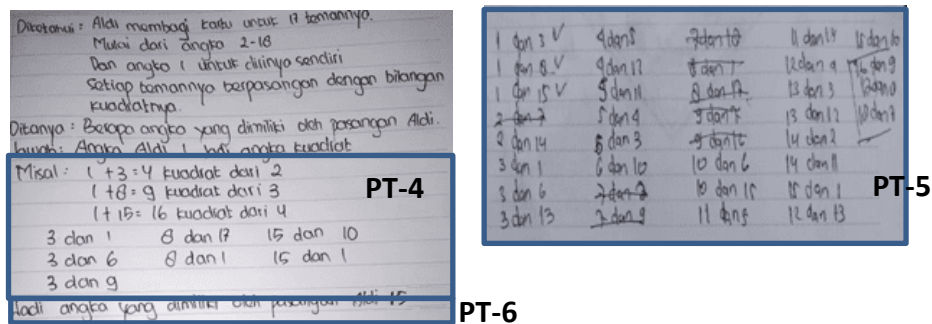 Diketahui : Aldi membagi kartu untuk 17 temannya.
Mulai dari angka 2-18
Dan angka 1 untuk dirinya sendiri
Setiap temannya berpasangan dengan bilangan
kuadratnya.
Ditanya : Berapa angka yang dimiliki oleh pasangan Aldi.
Angka Aldi 1 angka kuadrat
Misal : 1 + 3 = 4 kuadrat dari 2
1 + 8 = 9 kuadrat dari 3
1 + 15 = 16 kuadrat dari 4
3 dan 1 8 dan 17 15 dan 10
3 dan 6 8 dan 1 15 dan 1
3 dan 9
PT-4
Jadi angka yang dimiliki oleh pasangan Aldi 15
PT-6
1 dan 3 √ 4 dan 5 11 dan 14
1 dan 8 √ 4 dan 12 12 dan 4
1 dan 15 √ 5 dan 11 8 dan 17 13 dan 3
5 dan 4 13 dan 12
2 dan 14 6 dan 3 14 dan 2
3 dan 1 6 dan 10 10 dan 6 14 dan 11
3 dan 6 10 dan 15 15 dan 1
3 dan 13 11 dan 5 12 dan 13
PT-5